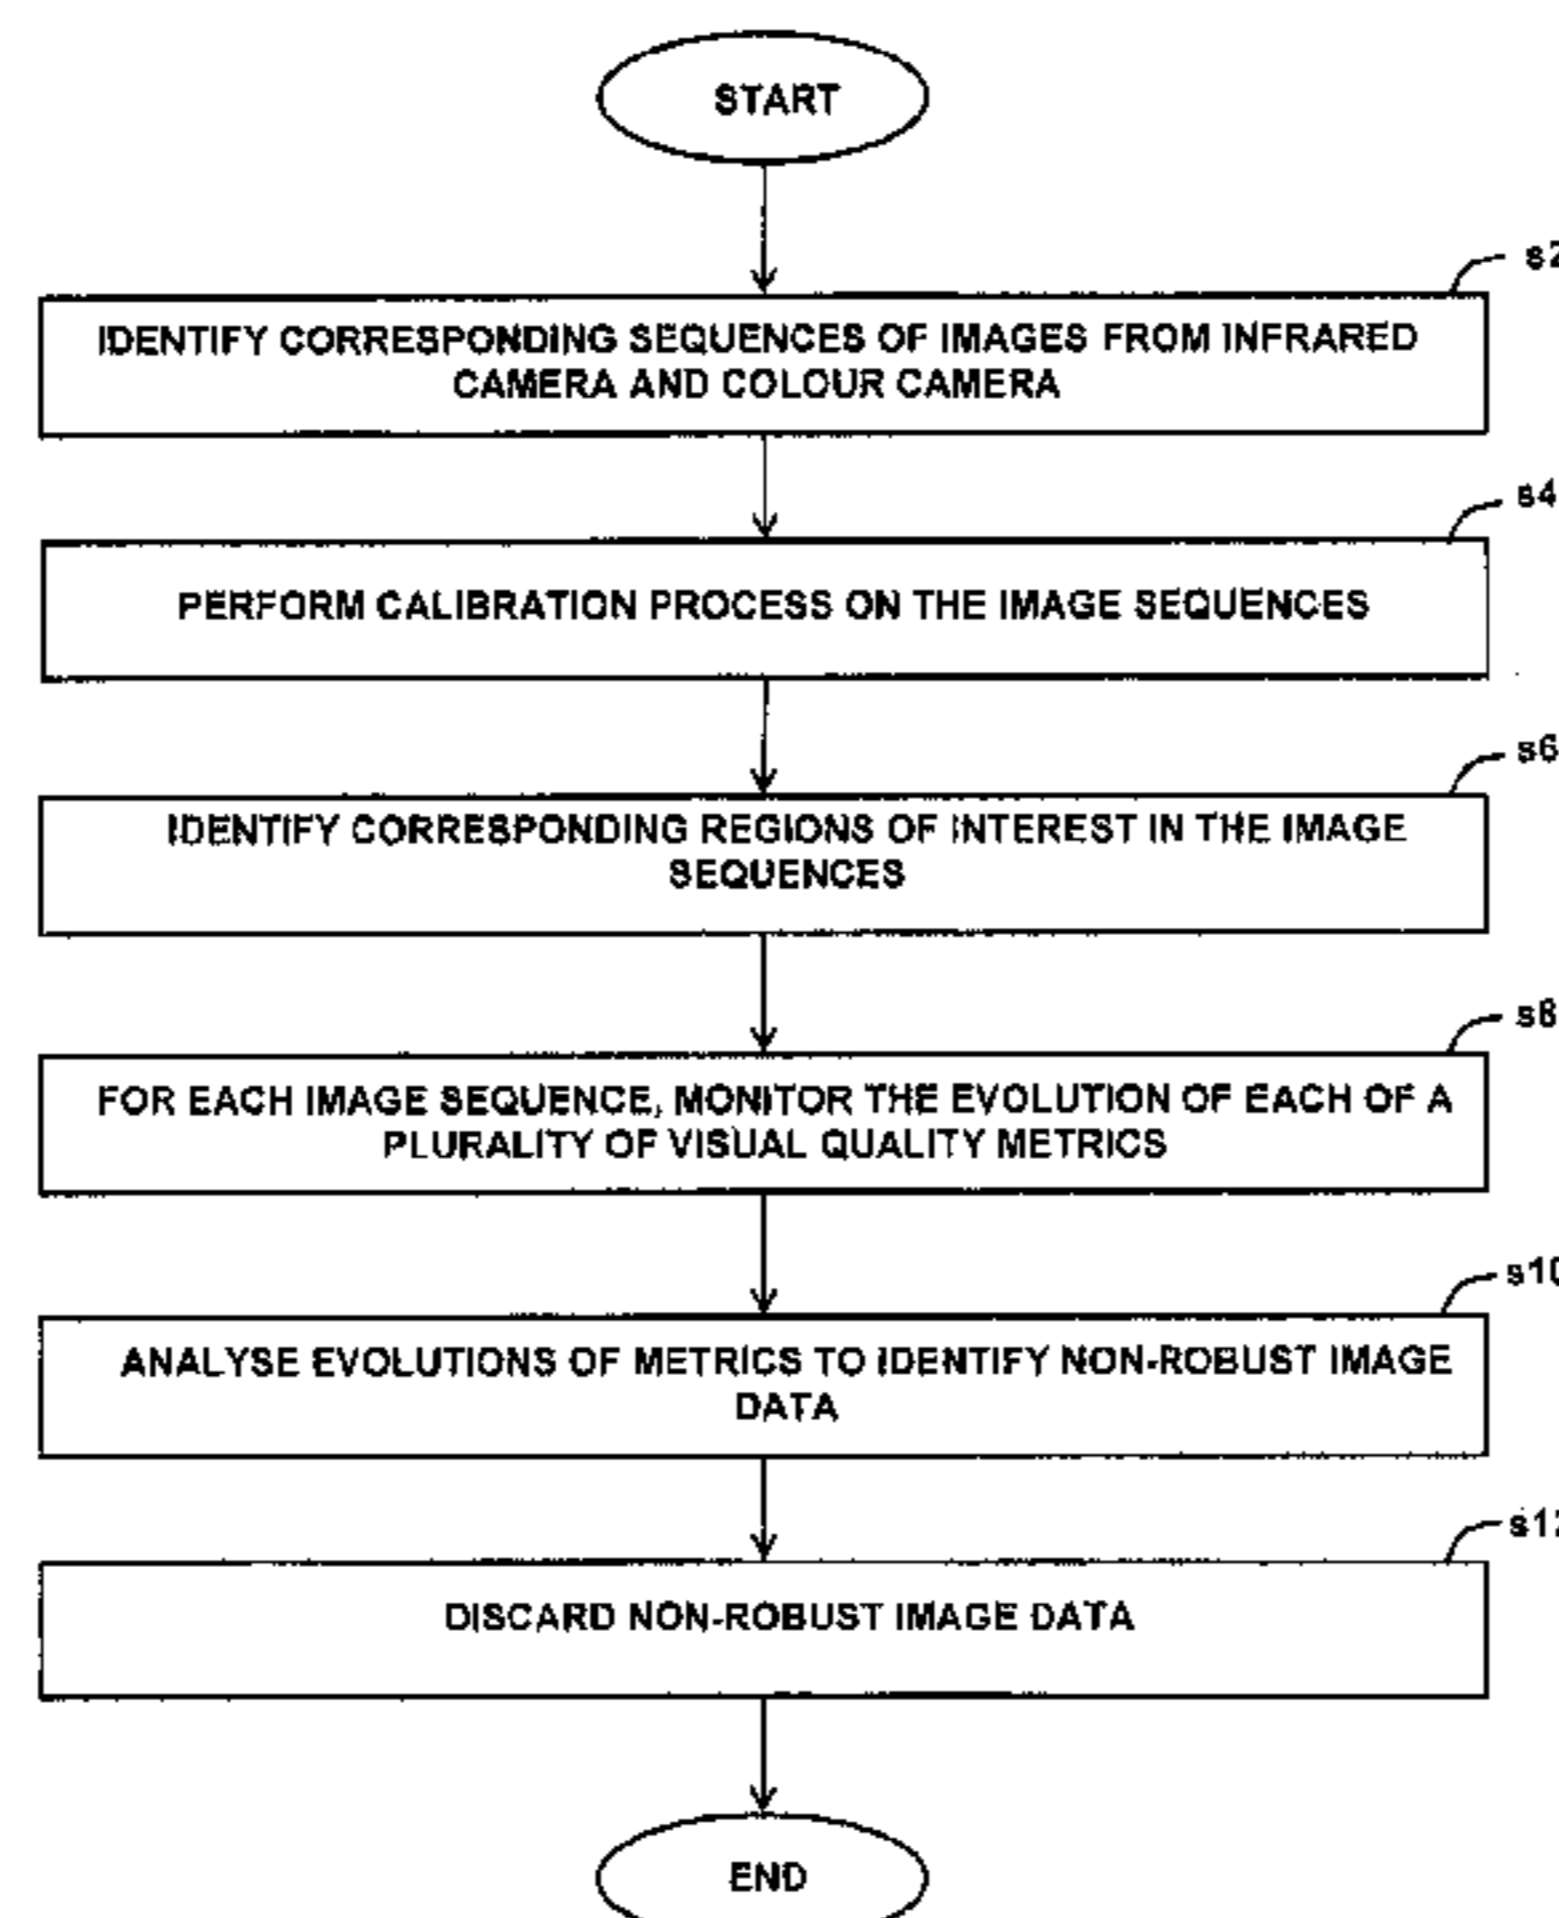 START
s2
IDENTIFY CORRESPONDING SEQUENCES OF IMAGES FROM INFRARED
CAMERA AND COLOUR CAMERA
s4
PERFORM CALIBRATION PROCESS ON THE IMAGE SEQUENCES
s6
IDENTIFY CORRESPONDING REGIONS OF INTEREST IN THE IMAGE
SEQUENCES
s8
FOR EACH IMAGE SEQUENCE, MONITOR THE EVOLUTION OF EACH OF A
PLURALITY OF VISUAL QUALITY METRICS
s10
ANALYSE EVOLUTIONS OF METRICS TO IDENTIFY NON-ROBUST IMAGE
DATA
s12
DISCARD NON-ROBUST IMAGE DATA
END